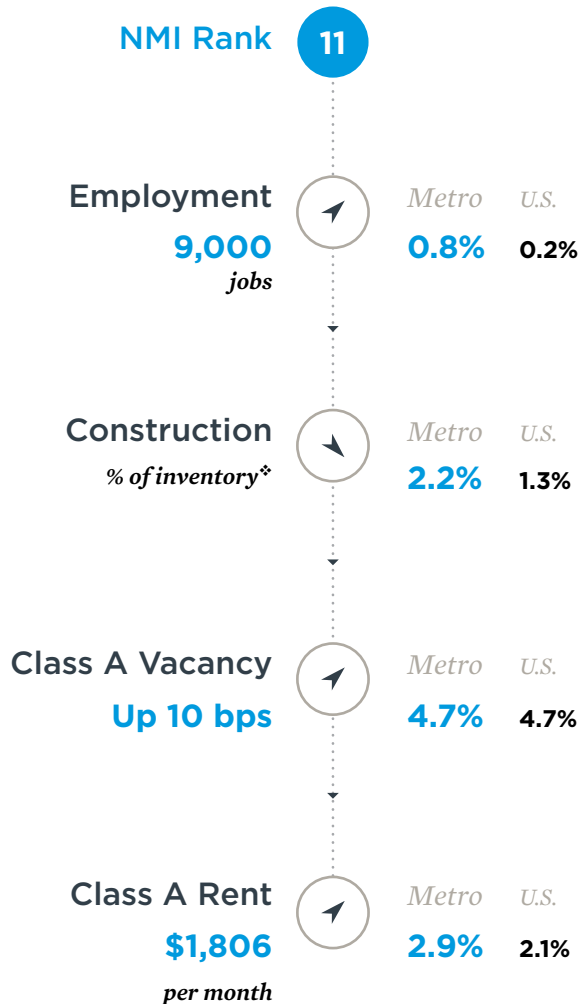 NMI Rank 11
Employment Metro U.S.
9,000 0.8% 0.2%
jobs
Construction Metro U.S.
% of inventory❖ 2.2% 1.3%
Class A Vacancy Metro U.S.
Up 10 bps 4.7% 4.7%
Class A Rent Metro U.S.
$1,806 2.9% 2.1%
per month